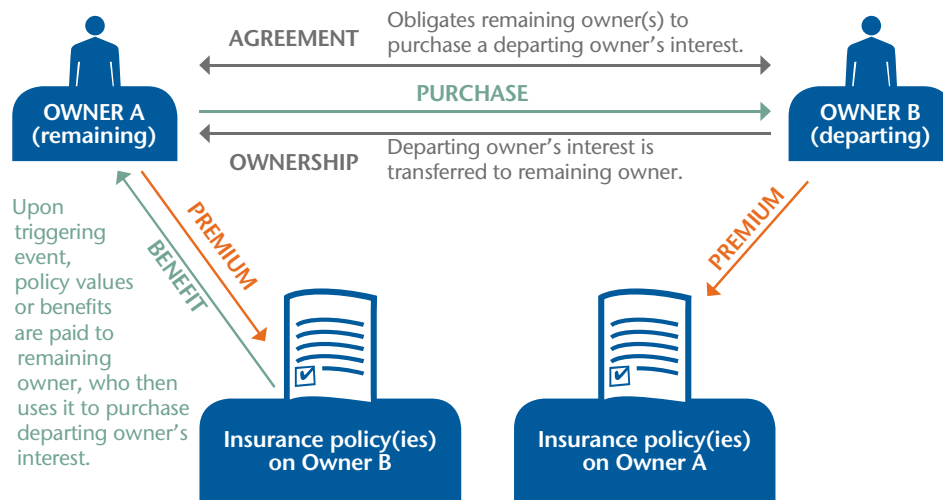 AGREEMENT
Obligates remaining owner(s) to
purchase a departing owner's interest.
OWNER A
(remaining)
PURCHASE
OWNER B
(departing)
OWNERSHIP
Departing owner's interest is
transferred to remaining owner.
Upon
triggering
event,
policy values
or benefits
are paid to
remaining
owner, who then
uses it to purchase
departing owner's
interest.
PREMIUM
BENEFIT
PREMIUM
Insurance policy(ies)
on Owner B
Insurance policy(ies)
on Owner A